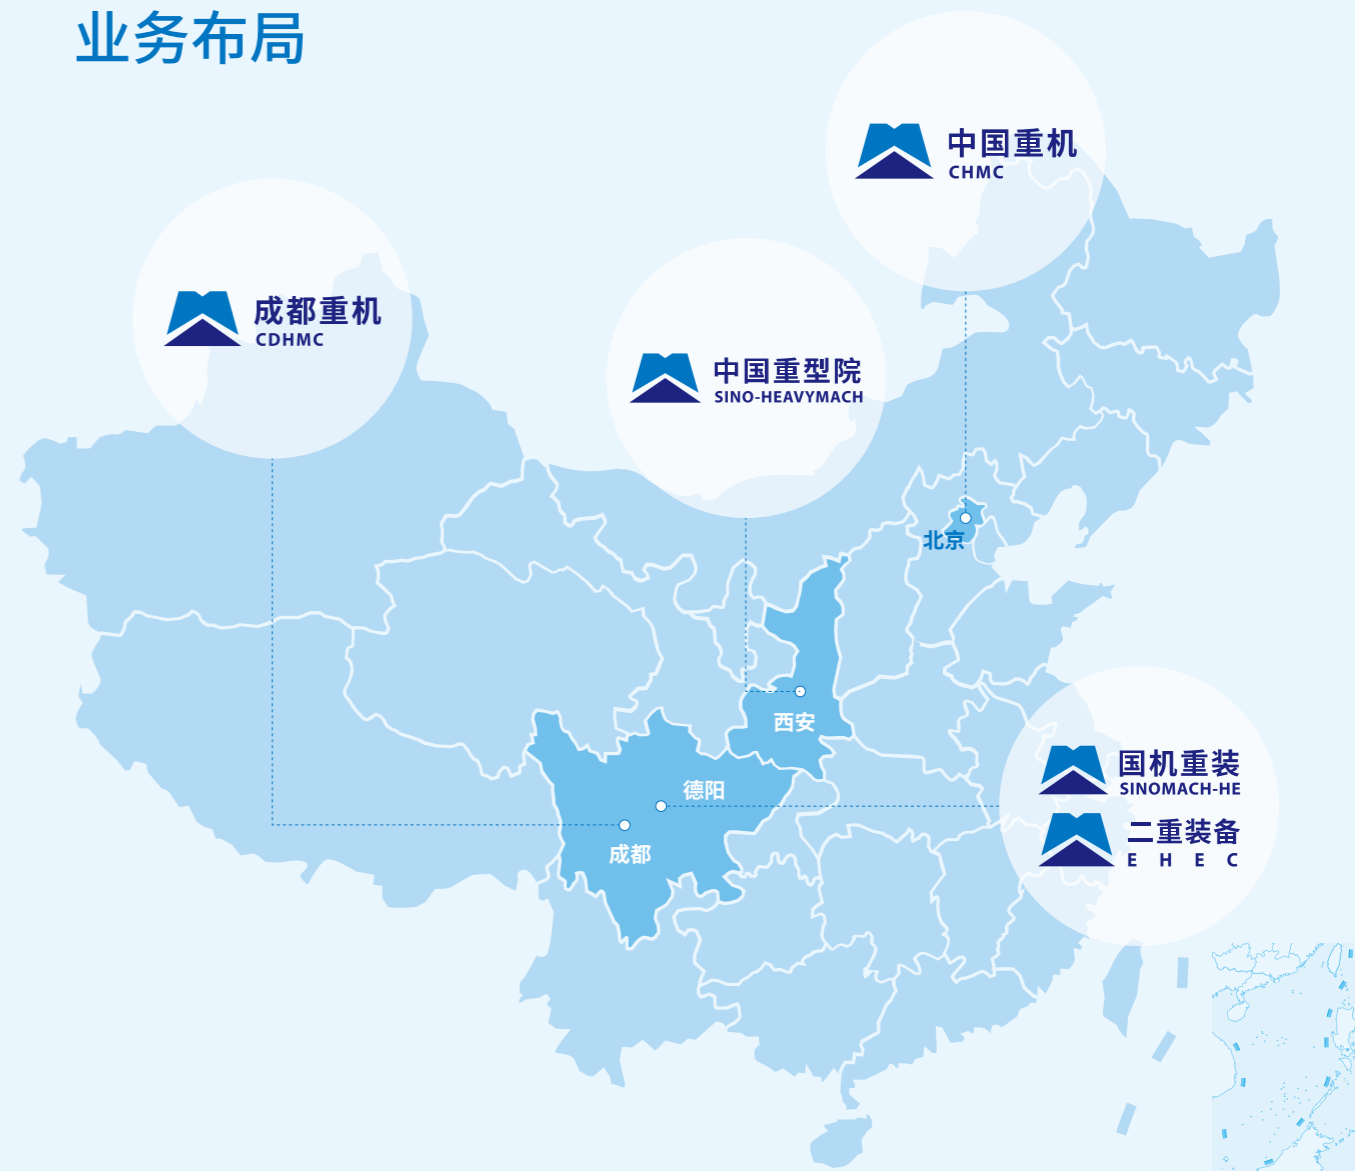 业务布局
中国重机
CHMC
成都重机
CDHMC
中国重型院
SINO-HEAVYMACH
北京
西安
国机重装
SINOMACH-HE
德阳
二重装备
EHEC
成都